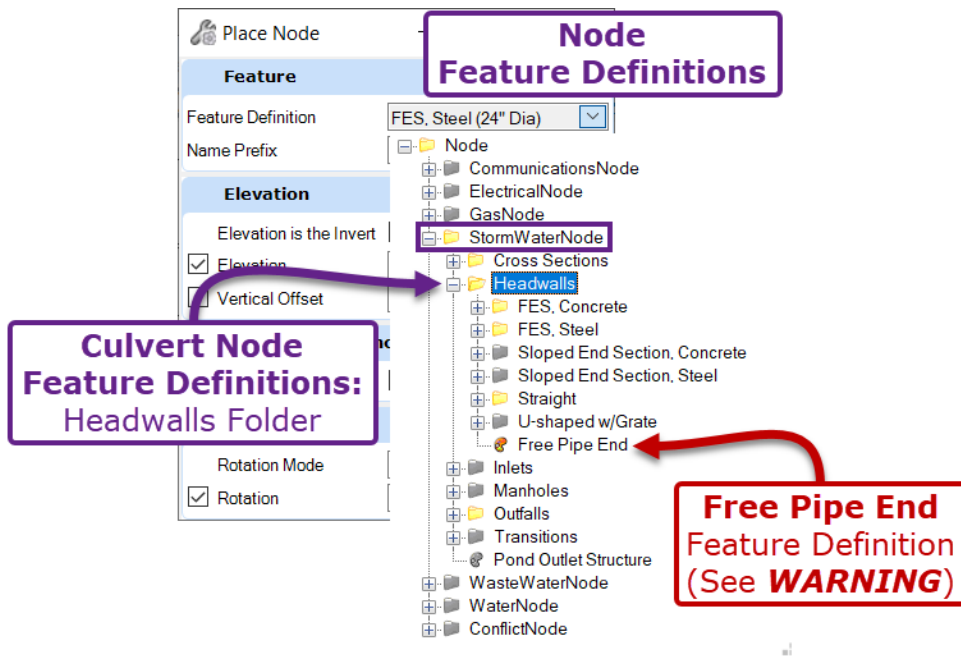 Place Node
Node
Feature Definitions
Feature
Feature Definition
FES, Steel (24" Dia)
Name Prefix
Node
CommunicationsNode
ElectricalNode
Elevation
GasNode
Elevation is the Invert
StormWaterNode
Elevation
Cross Sections
Headwalls
Vertical Offset
FES, Concrete
FES, Steel
Culvert Node
Feature Definitions:
Headwalls Folder
Sloped End Section, Concrete
Sloped End Section, Steel
Straight
U-shaped w/Grate
Free Pipe End
Rotation Mode
Inlets
Rotation
Manholes
Outfalls
Transitions
Pond Outlet Structure
WasteWaterNode
WaterNode
ConflictNode
Free Pipe End
Feature Definition
(See WARNING)